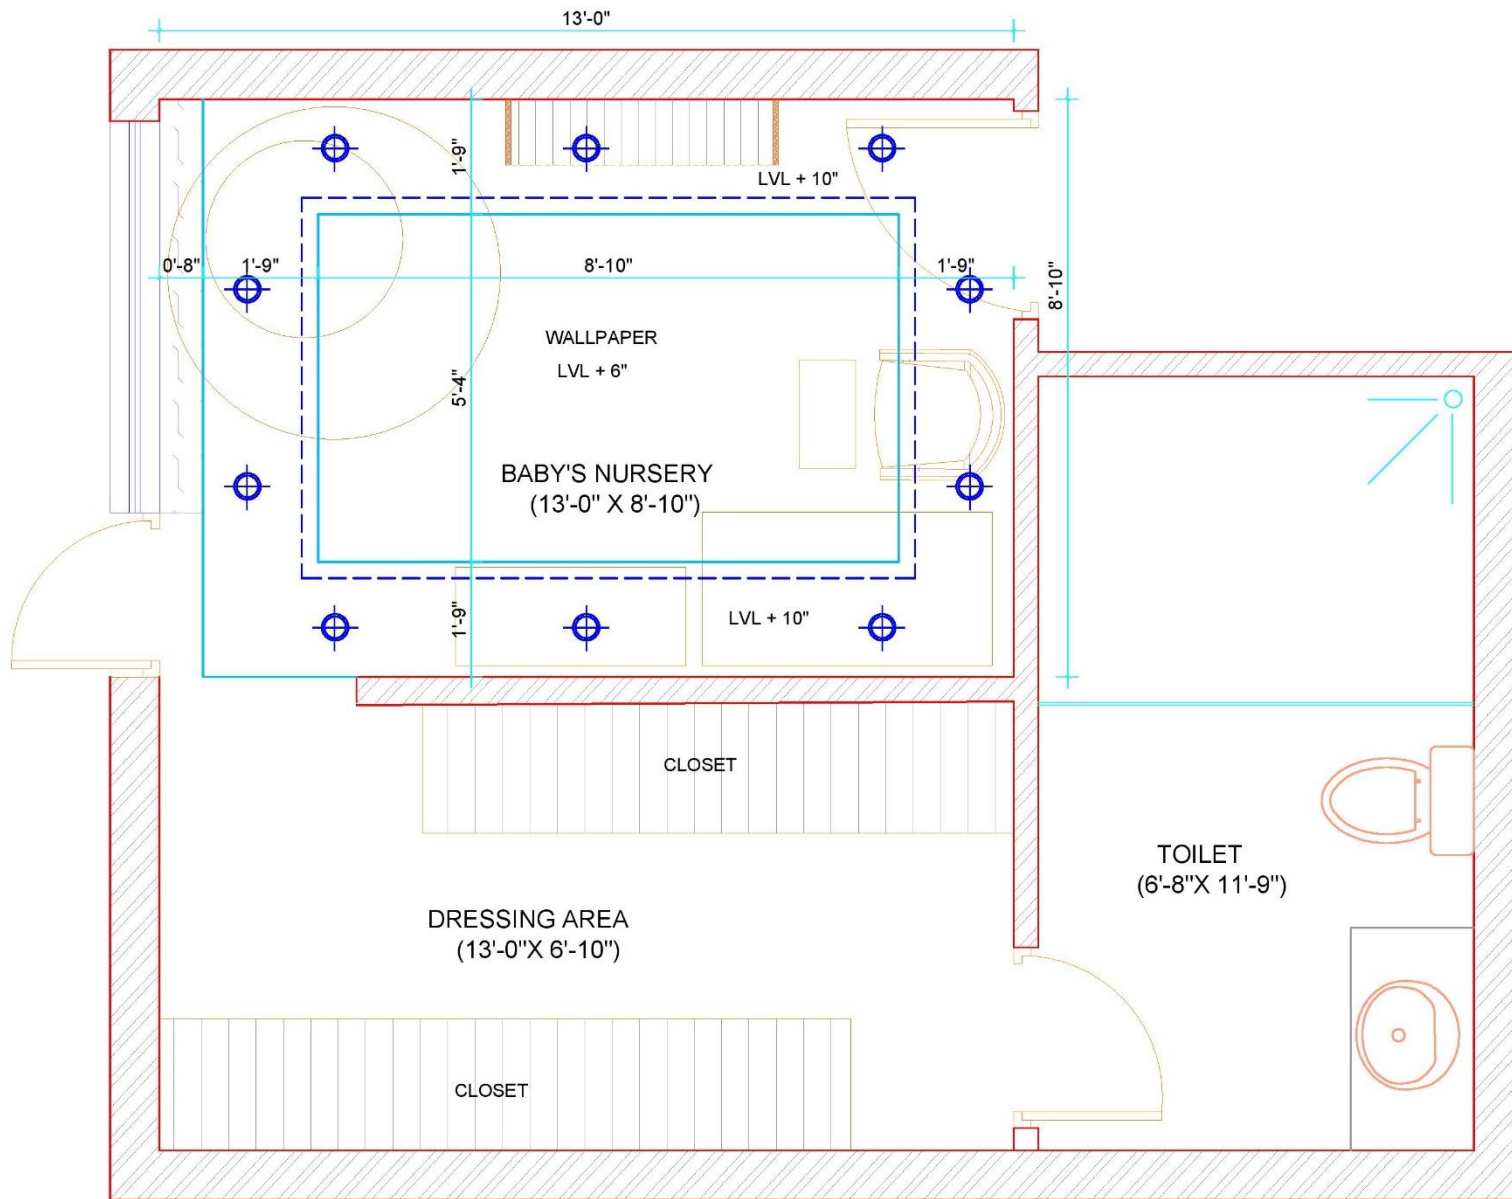 13'-0"
1'-9"
LVL + 10"
0'-8"
1'-9"
8'-10"
1'-9"
8'-10"
WALLPAPER
LVL + 6"
5'-4"
BABY'S NURSERY
(13'-0" X 8'-10")
1'-9"
LVL + 10"
CLOSET
TOILET
(6'-8"X 11'-9")
DRESSING AREA
(13'-0"X 6'-10")
CLOSET